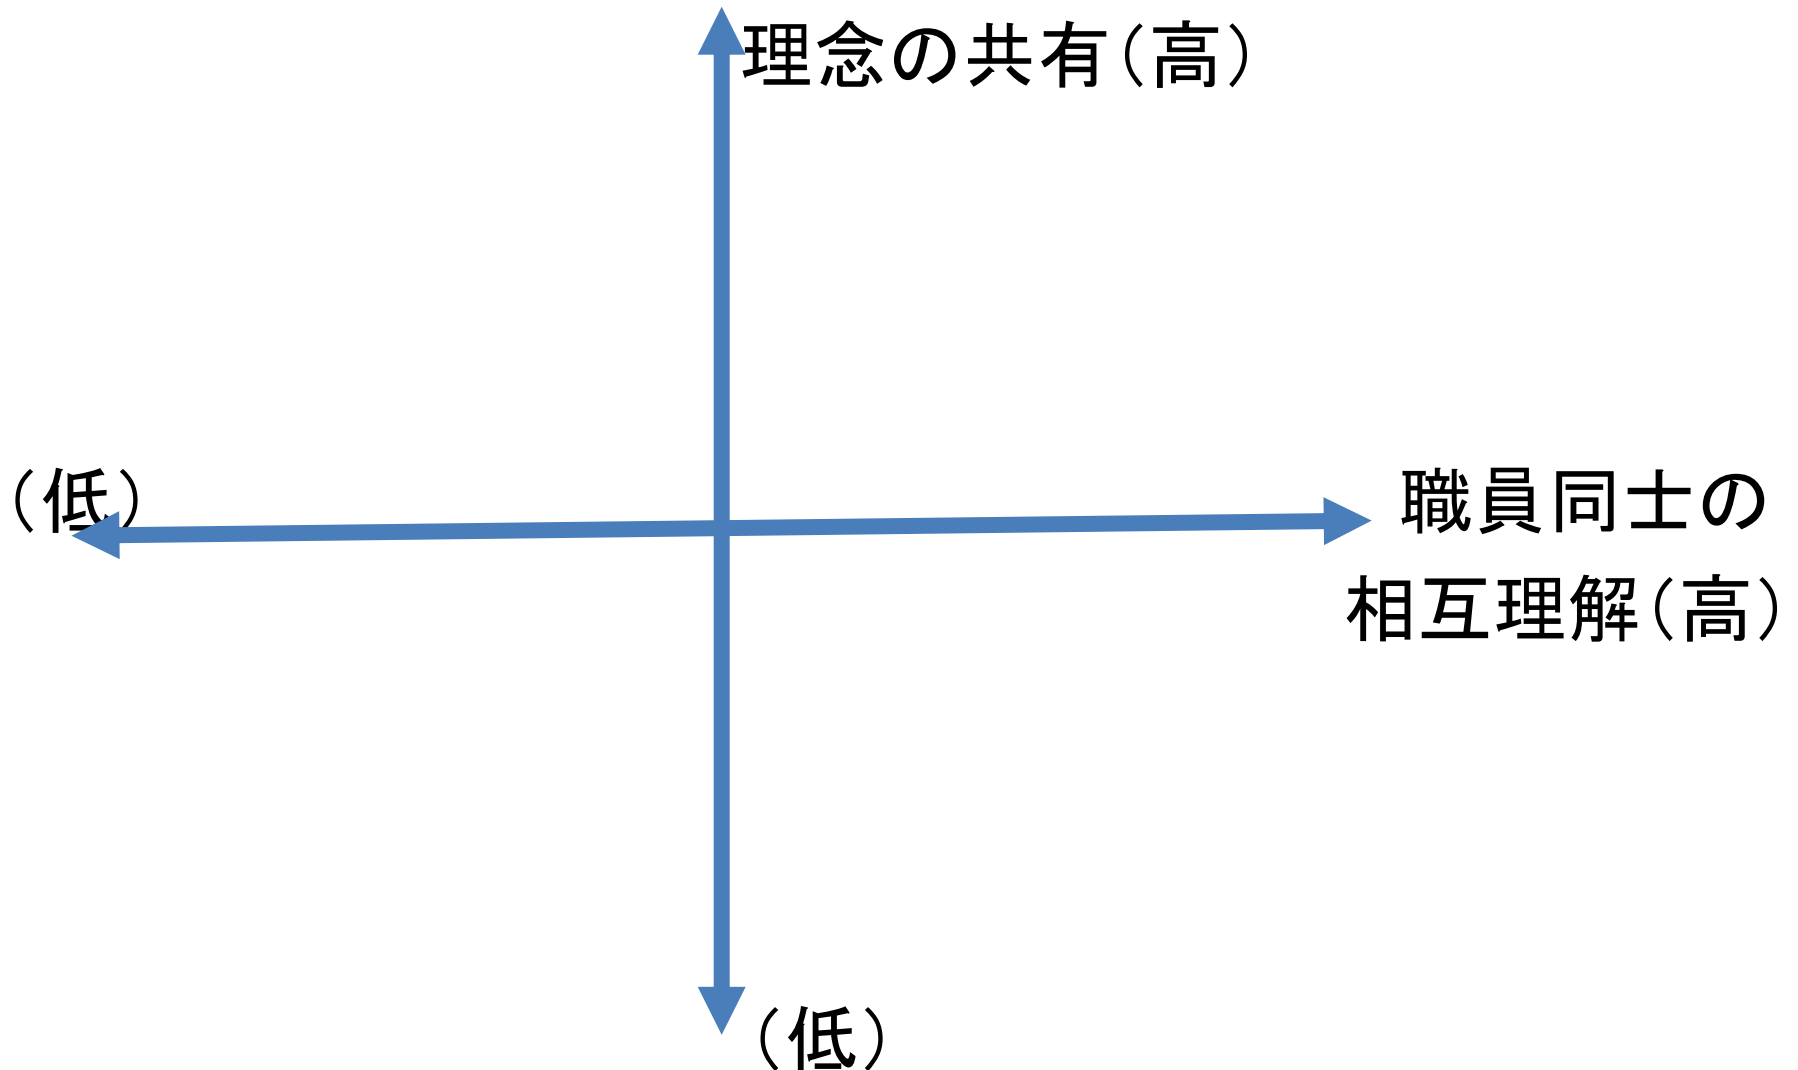 理念の共有（高）
（低）
職員同士の
相互理解（高）
（低）